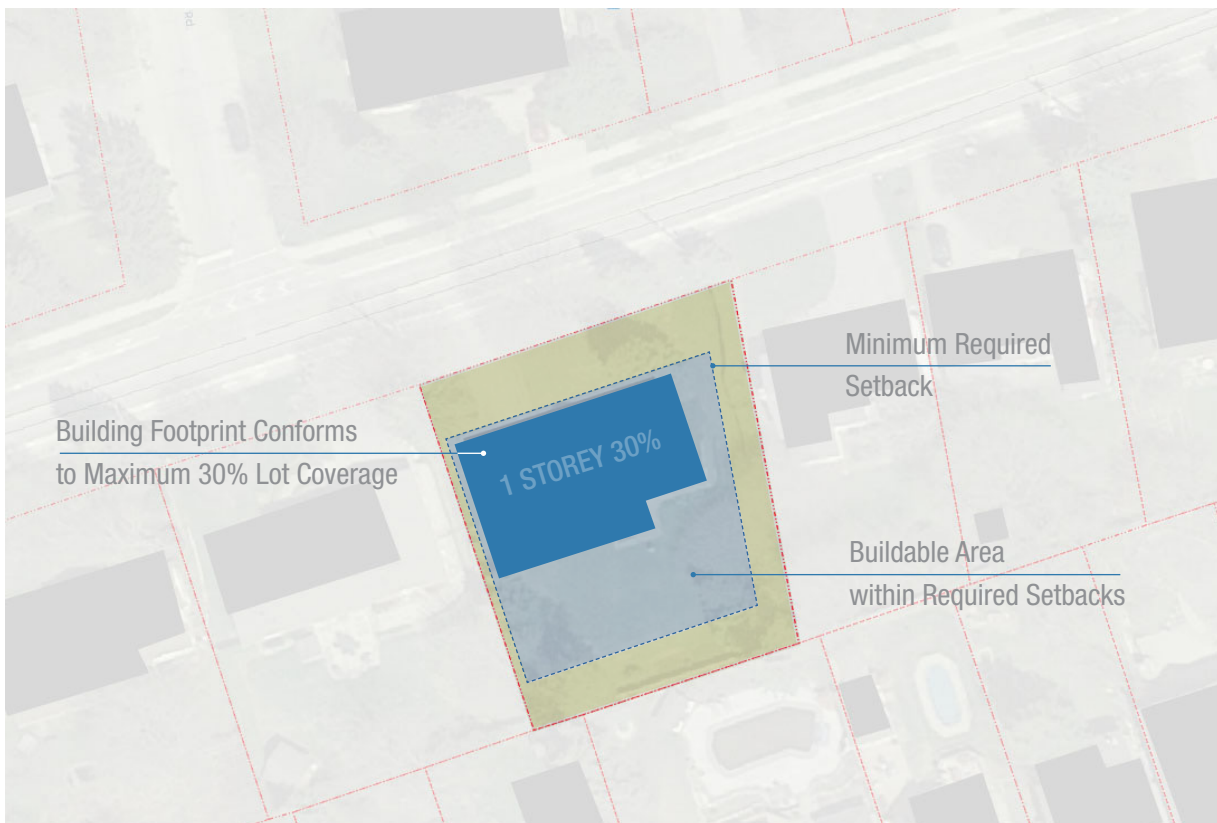 Rd
Minimum Required
Setback
Building Footprint Conforms
to Maximum 30% Lot Coverage
1 STOREY 30%
Buildable Area
within Required Setbacks